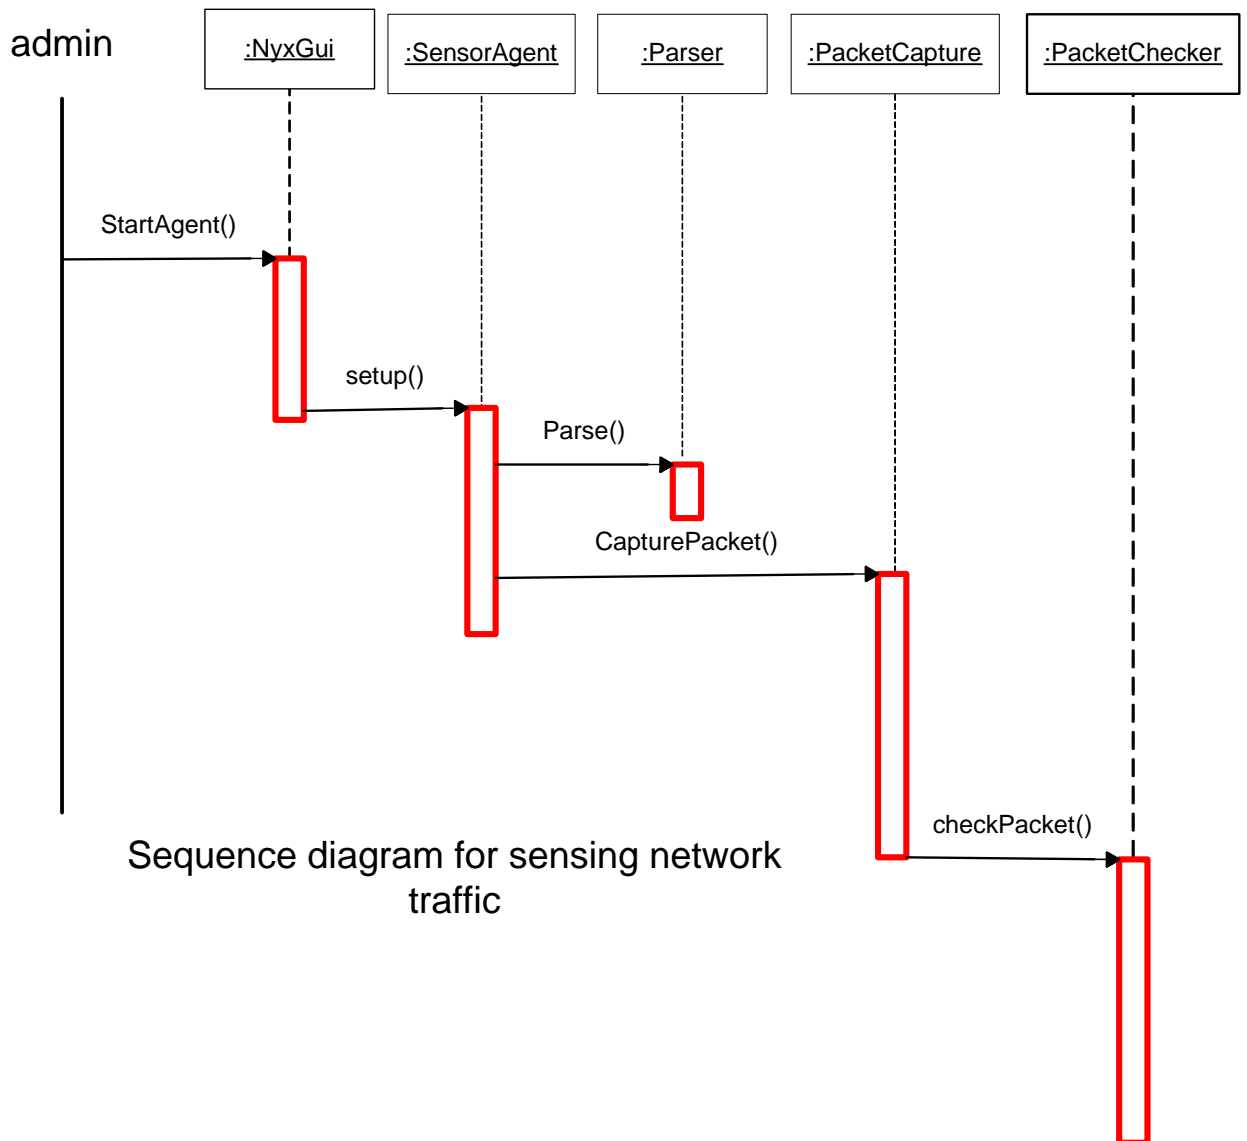 admin
:NyxGui
:SensorAgent
:Parser
:PacketCapture
:PacketChecker
StartAgent()
setup()
Parse()
CapturePacket()
checkPacket()
Sequence diagram for sensing network
traffic